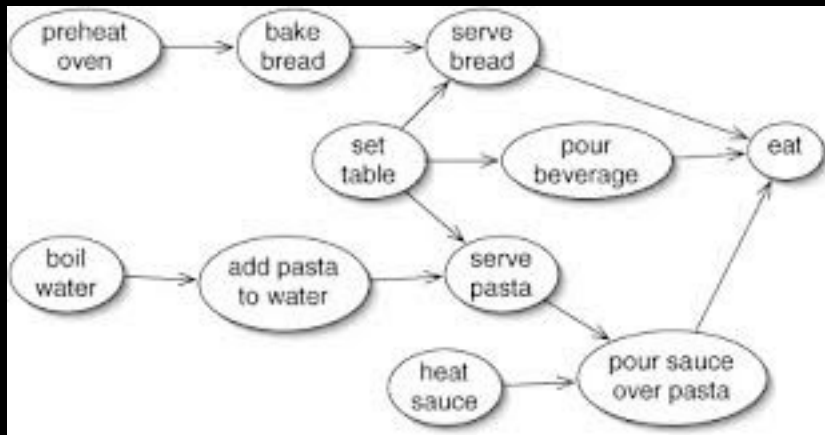 preheat
oven
bake
bread
serve
bread
set
table
pour
beverage
eat
boil
water
add pasta
to water
serve
pasta
heat
sauce
pour sauce
over pasta